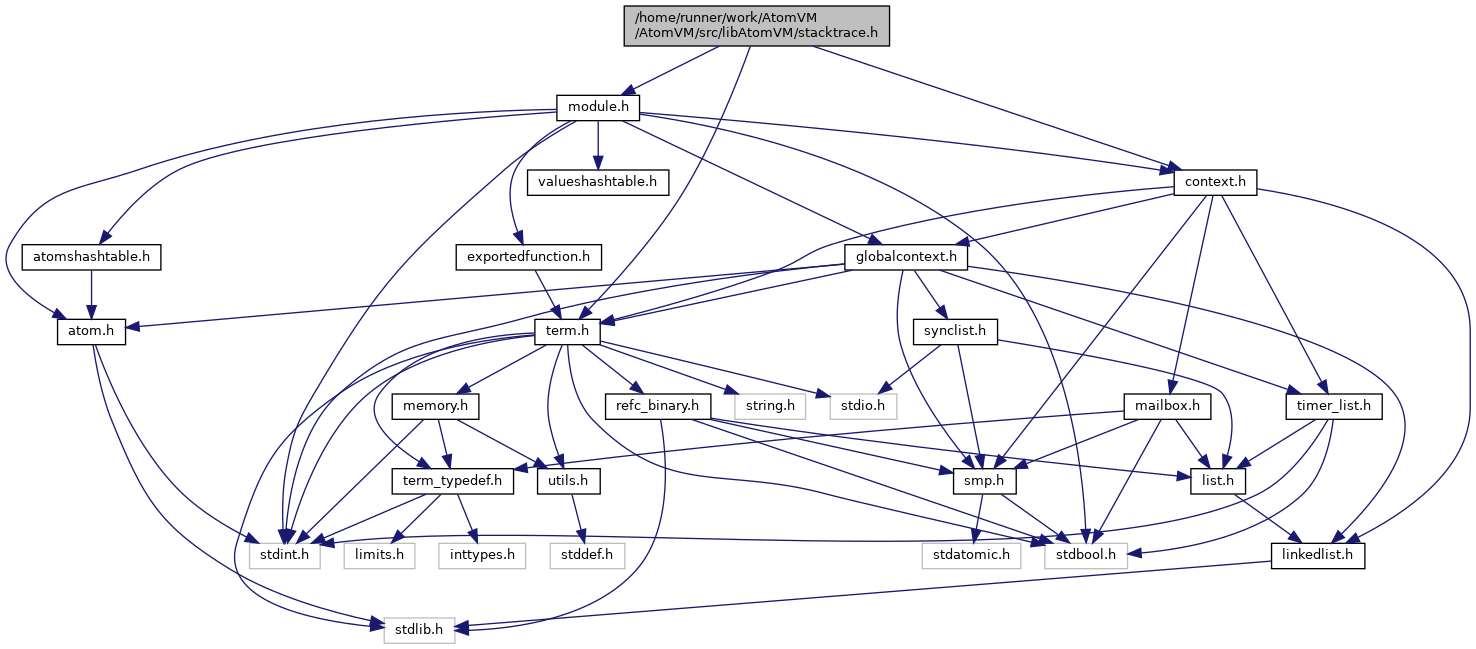 /home/runner/work/AtomVM
/AtomVM/src/libAtomVM/stacktrace.h
module.h
valueshashtable.h
context.h
atomshashtable.h
exportedfunction.h
globalcontext.h
atom.h
term.h
synclist.h
memory.h
refc_binary.h
string.h
stdio.h
mailbox.h
timer_list.h
term_typedef.h
utils.h
smp.h
list.h
stdint.h
limits.h
inttypes.h
stddef.h
stdatomic.h
stdbool.h
linkedlist.h
stdlib.h